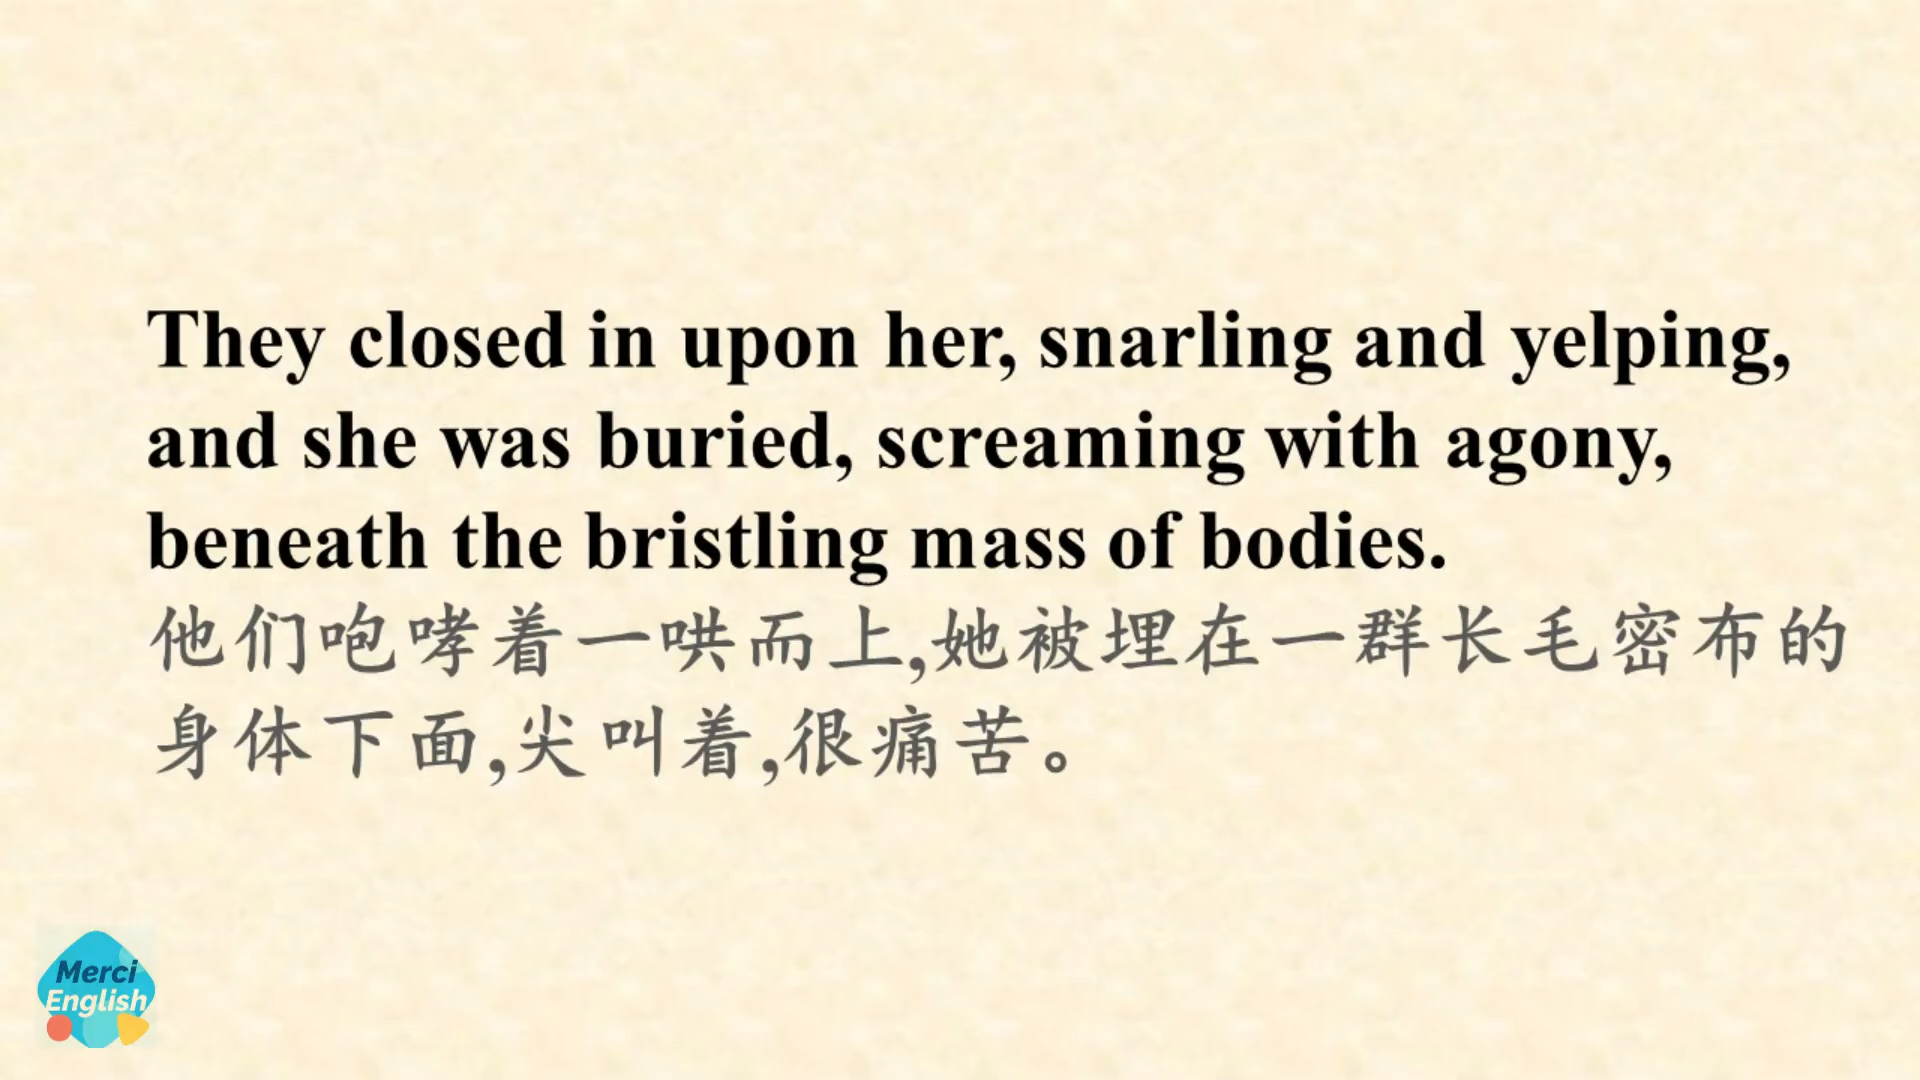 They closed in upon her, snarling and yelping,
and she was buried, screaming with agony,
beneath the bristling mass of bodies.
他们咆哮着一哄而上,她被埋在一群长毛密布的
身体下面,尖叫着,很痛苦。
Merci
English